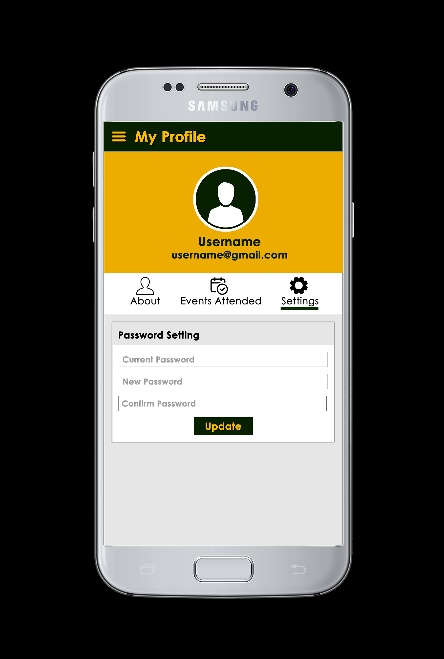 SAMSUNG
My Profile
Username
username@gmail.com
About
Events Attended
Settings
Password Setting
Current Password
New Password
Confirm Password
Update